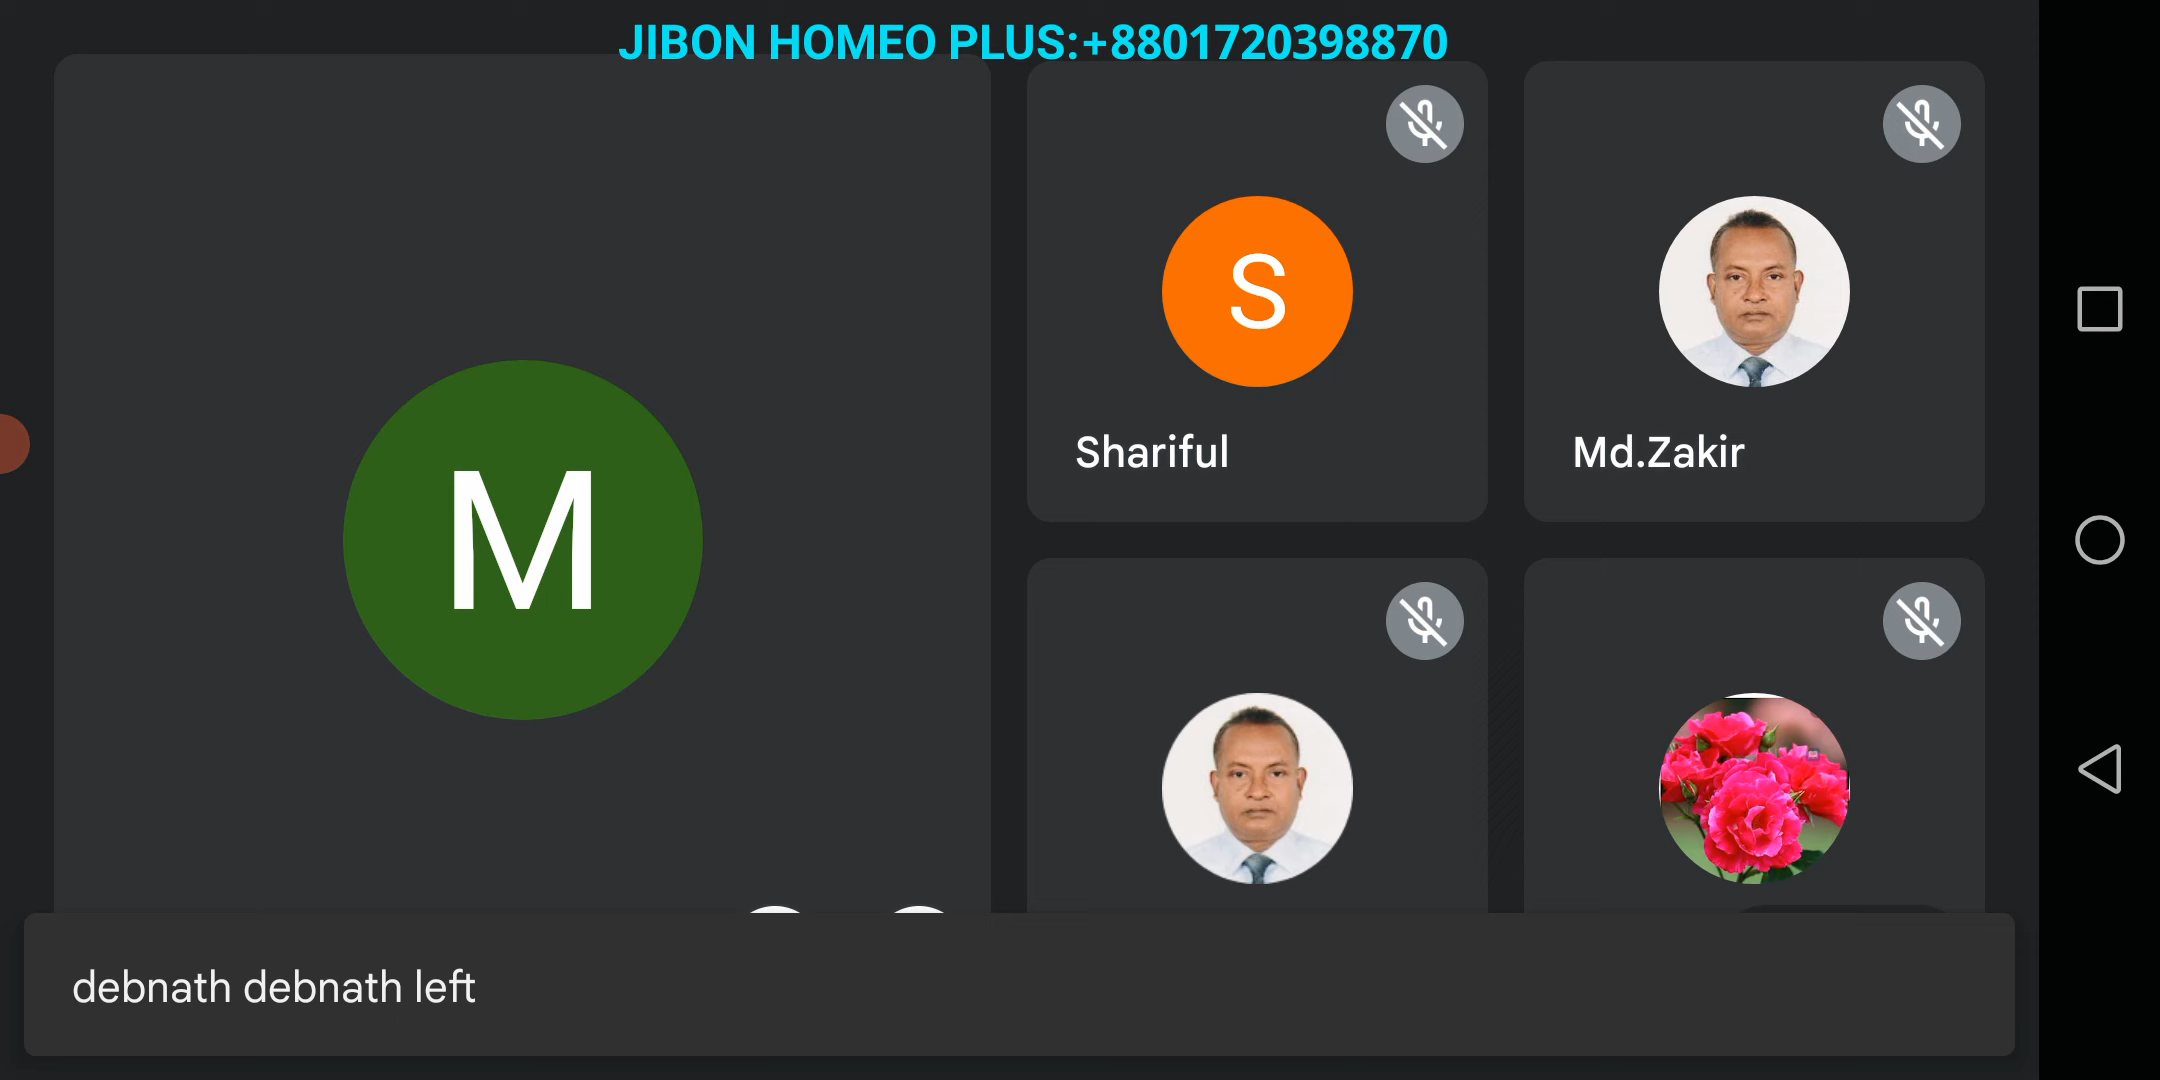 JIBON HOMEO PLUS:+8801720398870
S
Shariful
Md.Zakir
M
debnath debnath left